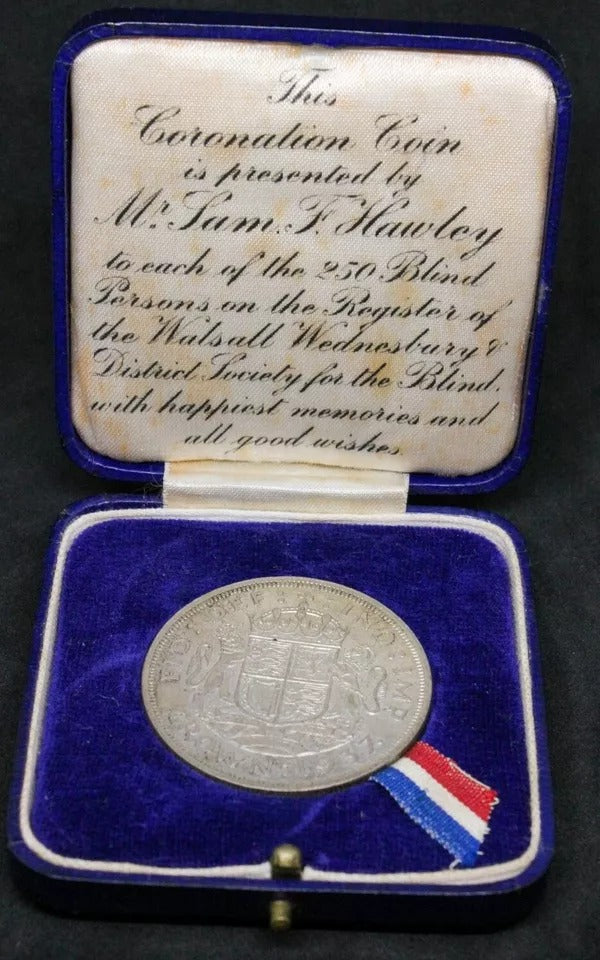 This
Coronation Coin
is presented by
Mr. Sam. F. Hawley
to each of the 250 Blind
Persons on the Register of
the Walsall Wednesbury &
District Society for the Blind.
with happiest memories and
all good wishes.
F:D: IND:IMP
CROWN:1937